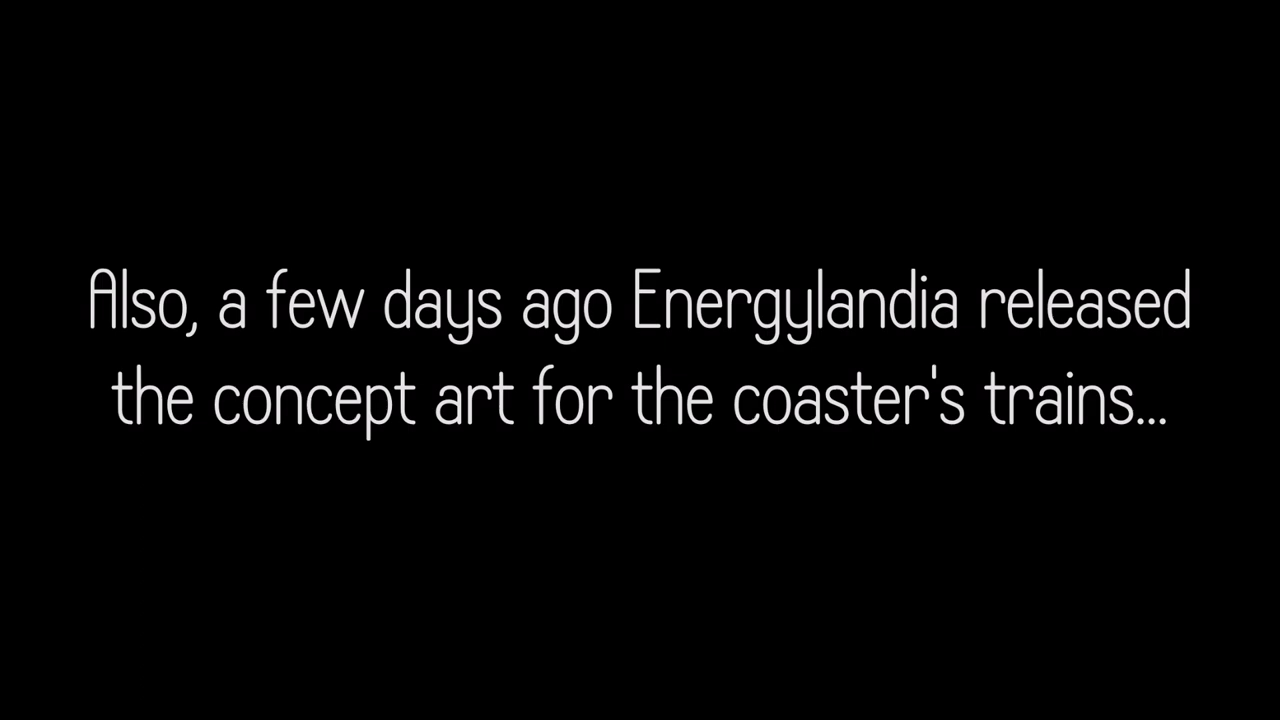 Also, a few days ago Energylandia released
the concept art for the coaster's trains...